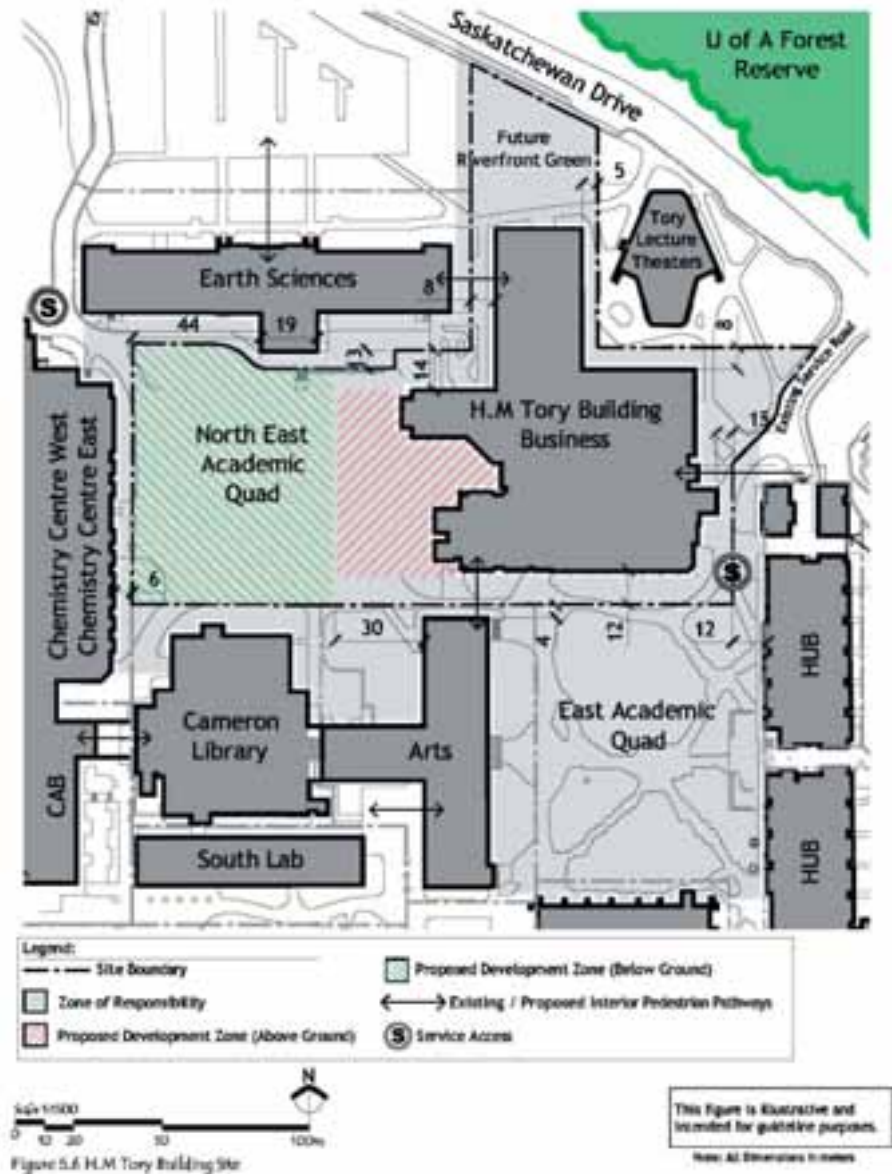 Saskatchewan Drive
U of A Forest
Reserve
Future
Riverfront Green
5
Tory
Lecture
Theaters
Earth Sciences
8
S
44
19
13
14
8
Existing Service Road
15
H.M Tory Building
Business
North East
Academic
Quad
Chemistry Centre West
Chemistry Centre East
6
S
30
4
12
12
HUB
Cameron
Library
Arts
East Academic
Quad
CAB
South Lab
HUB
Legend:
Site Boundary
Zone of Responsibility
Proposed Development Zone (Above Ground)
Proposed Development Zone (Below Ground)
Existing / Proposed Interior Pedestrian Pathways
S Service Access
N
0 10 20 50 100m
This figure is illustrative and
intended for guideline purposes.
Note: All Dimensions in meters
Figure 5.6 H.M Tory Building Site